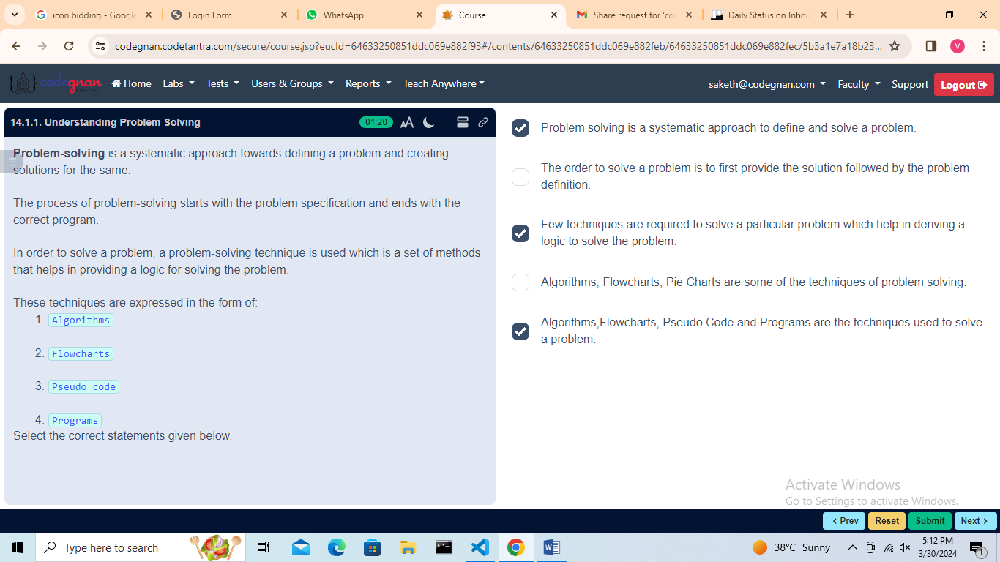 icon bidding - Google
Login Form
WhatsApp
Course
Share request for 'co
Daily Status on Inhou
codegnan.codetantra.com/secure/course.jsp?eucId=64633250851ddc069e882f93#/contents/64633250851ddc069e882feb/64633250851ddc069e882fec/5b3a1e7a18b23...
V
codegnan
Home
Labs
Tests
Users & Groups
Reports
Teach Anywhere
saketh@codegnan.com
Faculty
Support
Logout
14.1.1. Understanding Problem Solving
01:20
AA
Problem-solving is a systematic approach towards defining a problem and creating
solutions for the same.
The process of problem-solving starts with the problem specification and ends with the
correct program.
In order to solve a problem, a problem-solving technique is used which is a set of methods
that helps in providing a logic for solving the problem.
These techniques are expressed in the form of:
1. Algorithms
2. Flowcharts
3. Pseudo code
4. Programs
Select the correct statements given below.
Problem solving is a systematic approach to define and solve a problem.
The order to solve a problem is to first provide the solution followed by the problem
definition.
Few techniques are required to solve a particular problem which help in deriving a
logic to solve the problem.
Algorithms, Flowcharts, Pie Charts are some of the techniques of problem solving.
Algorithms,Flowcharts, Pseudo Code and Programs are the techniques used to solve
a problem.
Activate Windows
Go to Settings to activate Windows.
< Prev
Reset
Submit
Next >
Type here to search
38°C Sunny
5:12 PM
3/30/2024
1